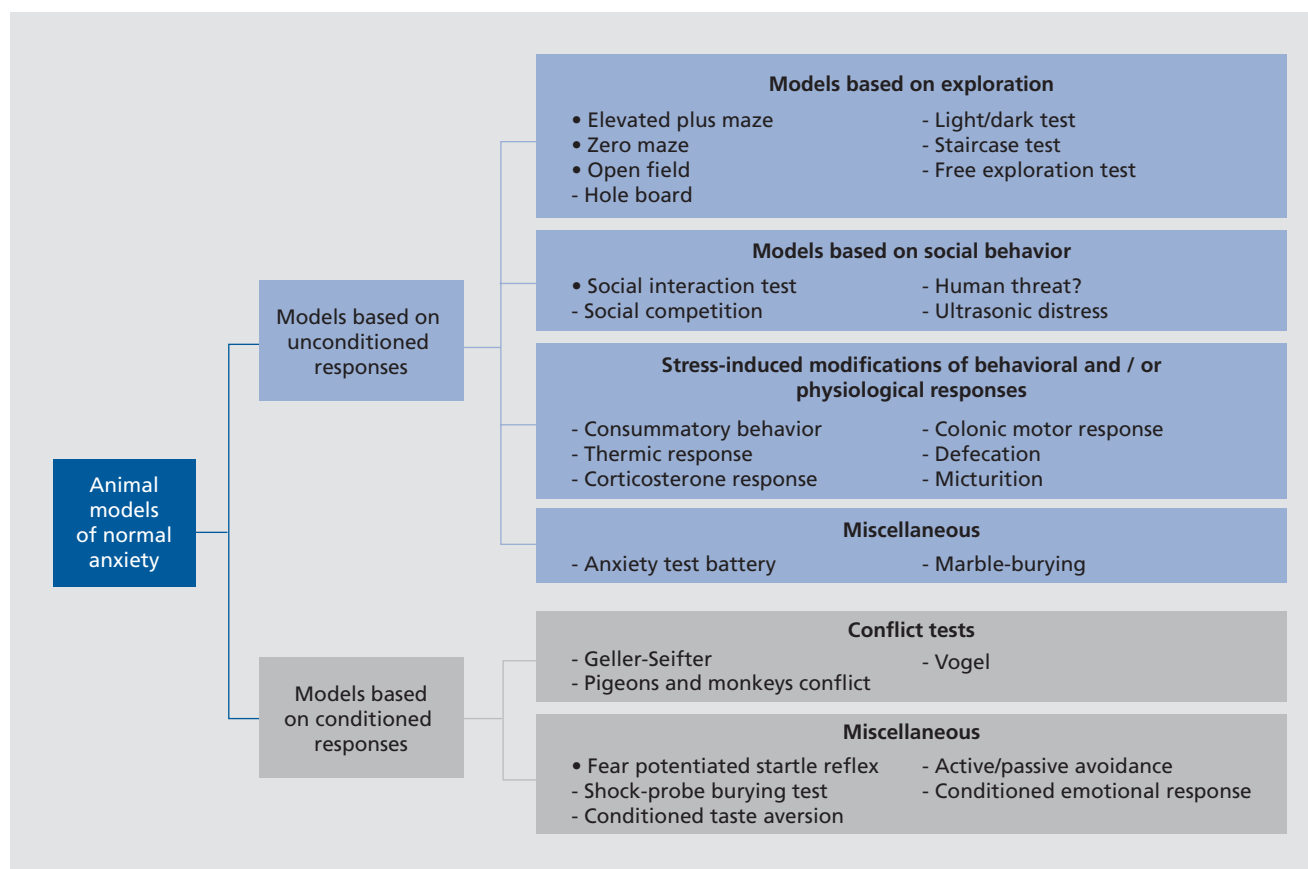 Animal
models
of normal
anxiety
Models based on
unconditioned
responses
Models based on exploration
• Elevated plus maze
• Zero maze
• Open field
- Hole board
- Light/dark test
- Staircase test
- Free exploration test
Models based on social behavior
• Social interaction test
- Social competition
- Human threat?
- Ultrasonic distress
Stress-induced modifications of behavioral and / or
physiological responses
- Consummatory behavior
- Thermic response
- Corticosterone response
- Colonic motor response
- Defecation
- Micturition
Miscellaneous
- Anxiety test battery
- Marble-burying
Models based
on conditioned
responses
Conflict tests
- Geller-Seifter
- Pigeons and monkeys conflict
- Vogel
Miscellaneous
• Fear potentiated startle reflex
- Shock-probe burying test
- Conditioned taste aversion
- Active/passive avoidance
- Conditioned emotional response